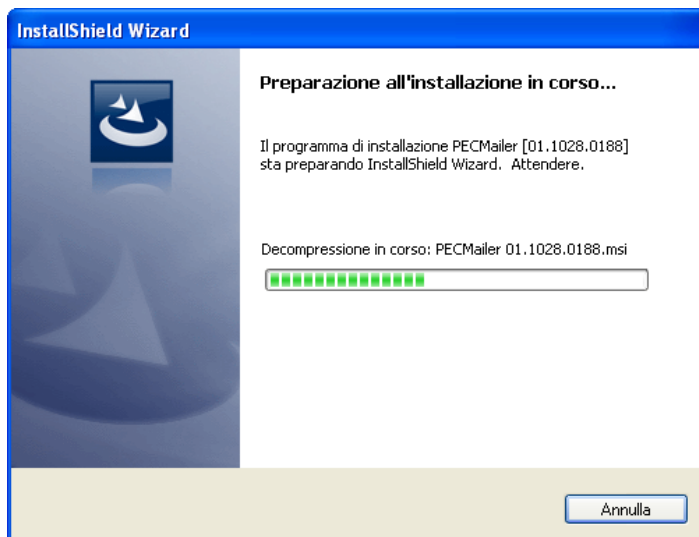 InstallShield Wizard
Preparazione all'installazione in corso...
Il programma di installazione PECMailer [01.1028.0188]
sta preparando InstallShield Wizard. Attendere.
Decompressione in corso: PECMailer 01.1028.0188.msi
Annulla